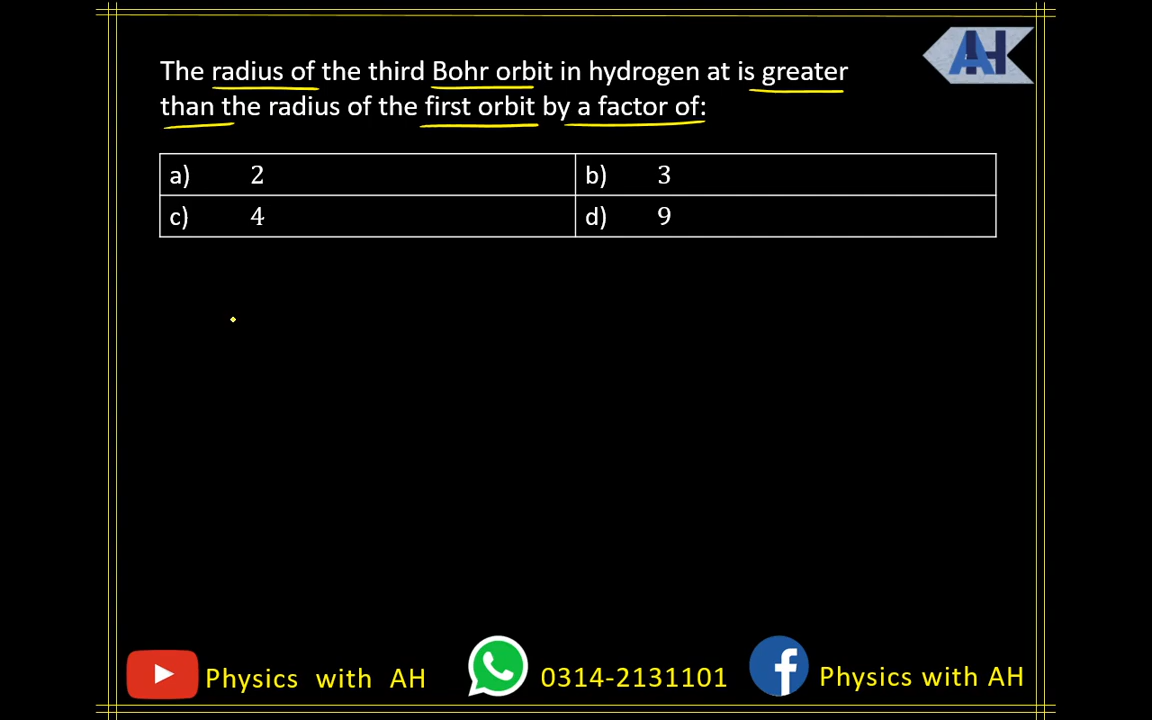 The radius of the third Bohr orbit in hydrogen at is greater
than the radius of the first orbit by a factor of:
a) 2 b) 3
c) 4 d) 9
AHK
Physics with AH 0314-2131101 Physics with AH